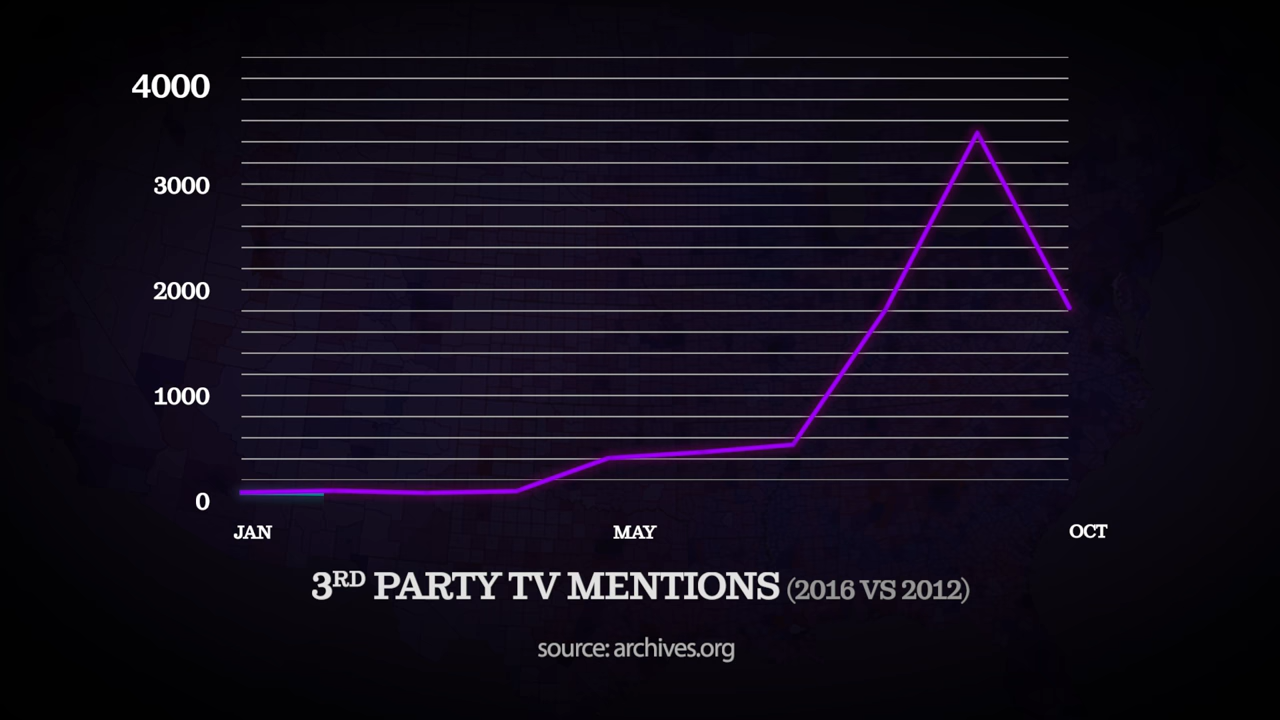 4000
3000
2000
1000
0
JAN MAY OCT
3RD PARTY TV MENTIONS (2016 VS 2012)
source: archives.org